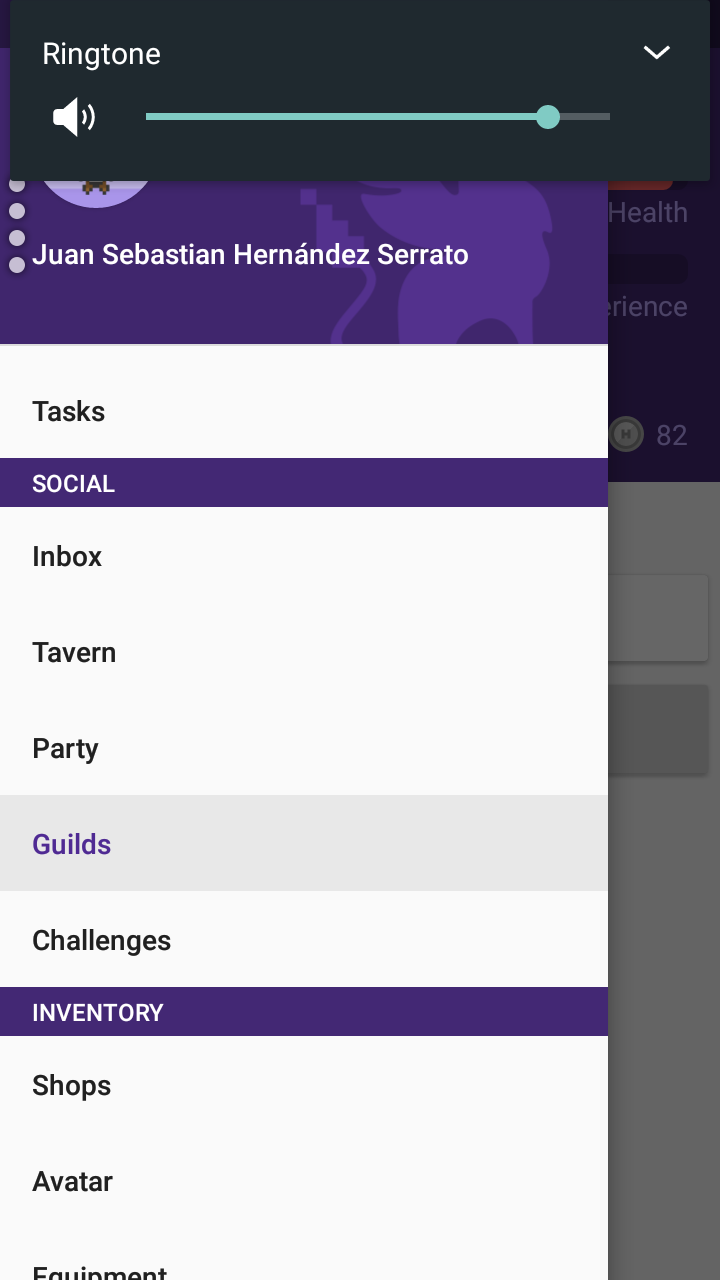 Ringtone
Health
Juan Sebastian Hernández Serrato
erience
Tasks
82
SOCIAL
Inbox
Tavern
Party
Guilds
Challenges
INVENTORY
Shops
Avatar
Equipment